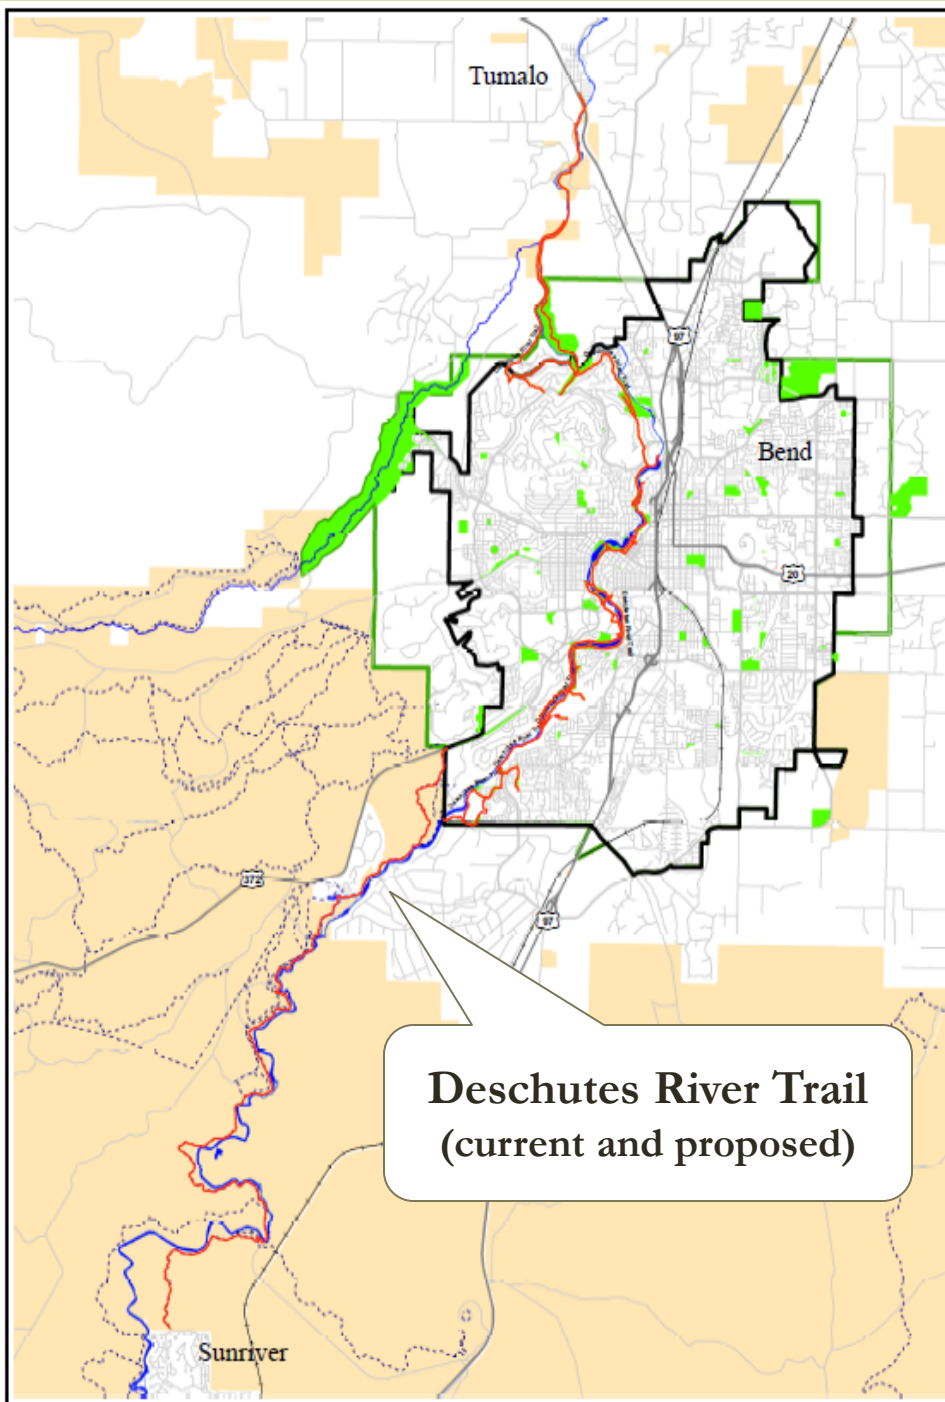 Tumalo
97
Bend
20
372
97
Deschutes River Trail
(current and proposed)
Sunriver